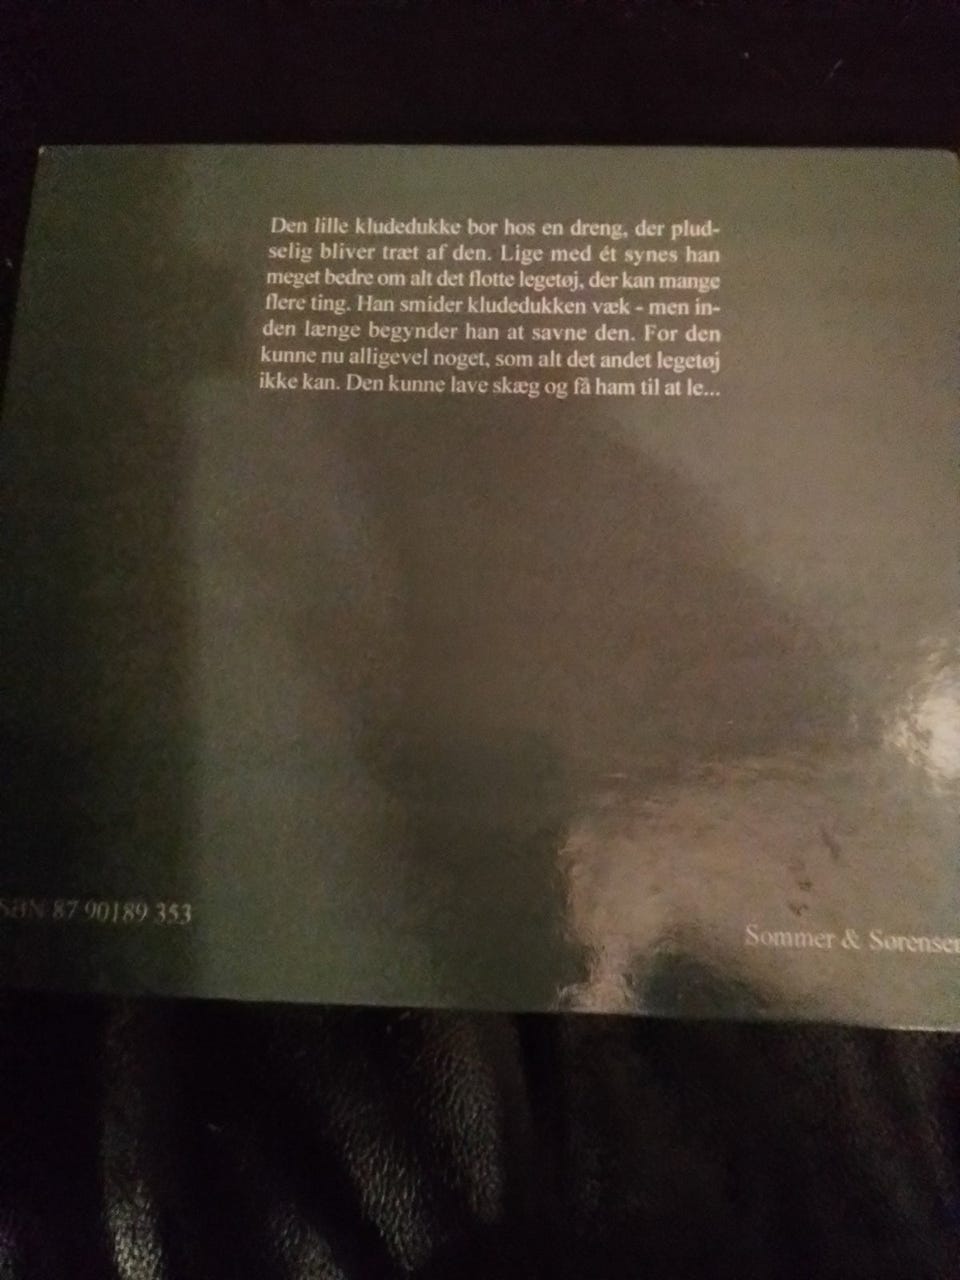 Den lille kludedukke bor hos en dreng, der plud-
selig bliver træt af den. Lige med ét synes han
meget bedre om alt det flotte legetøj, der kan mange
flere ting. Han smider kludedukken væk - men in-
den længe begynder han at savne den. For den
kunne nu alligevel noget, som alt det andet legetøj
ikke kan. Den kunne lave skæg og få ham til at le...
SBN 87 90189 353
Sommer & Sørensen